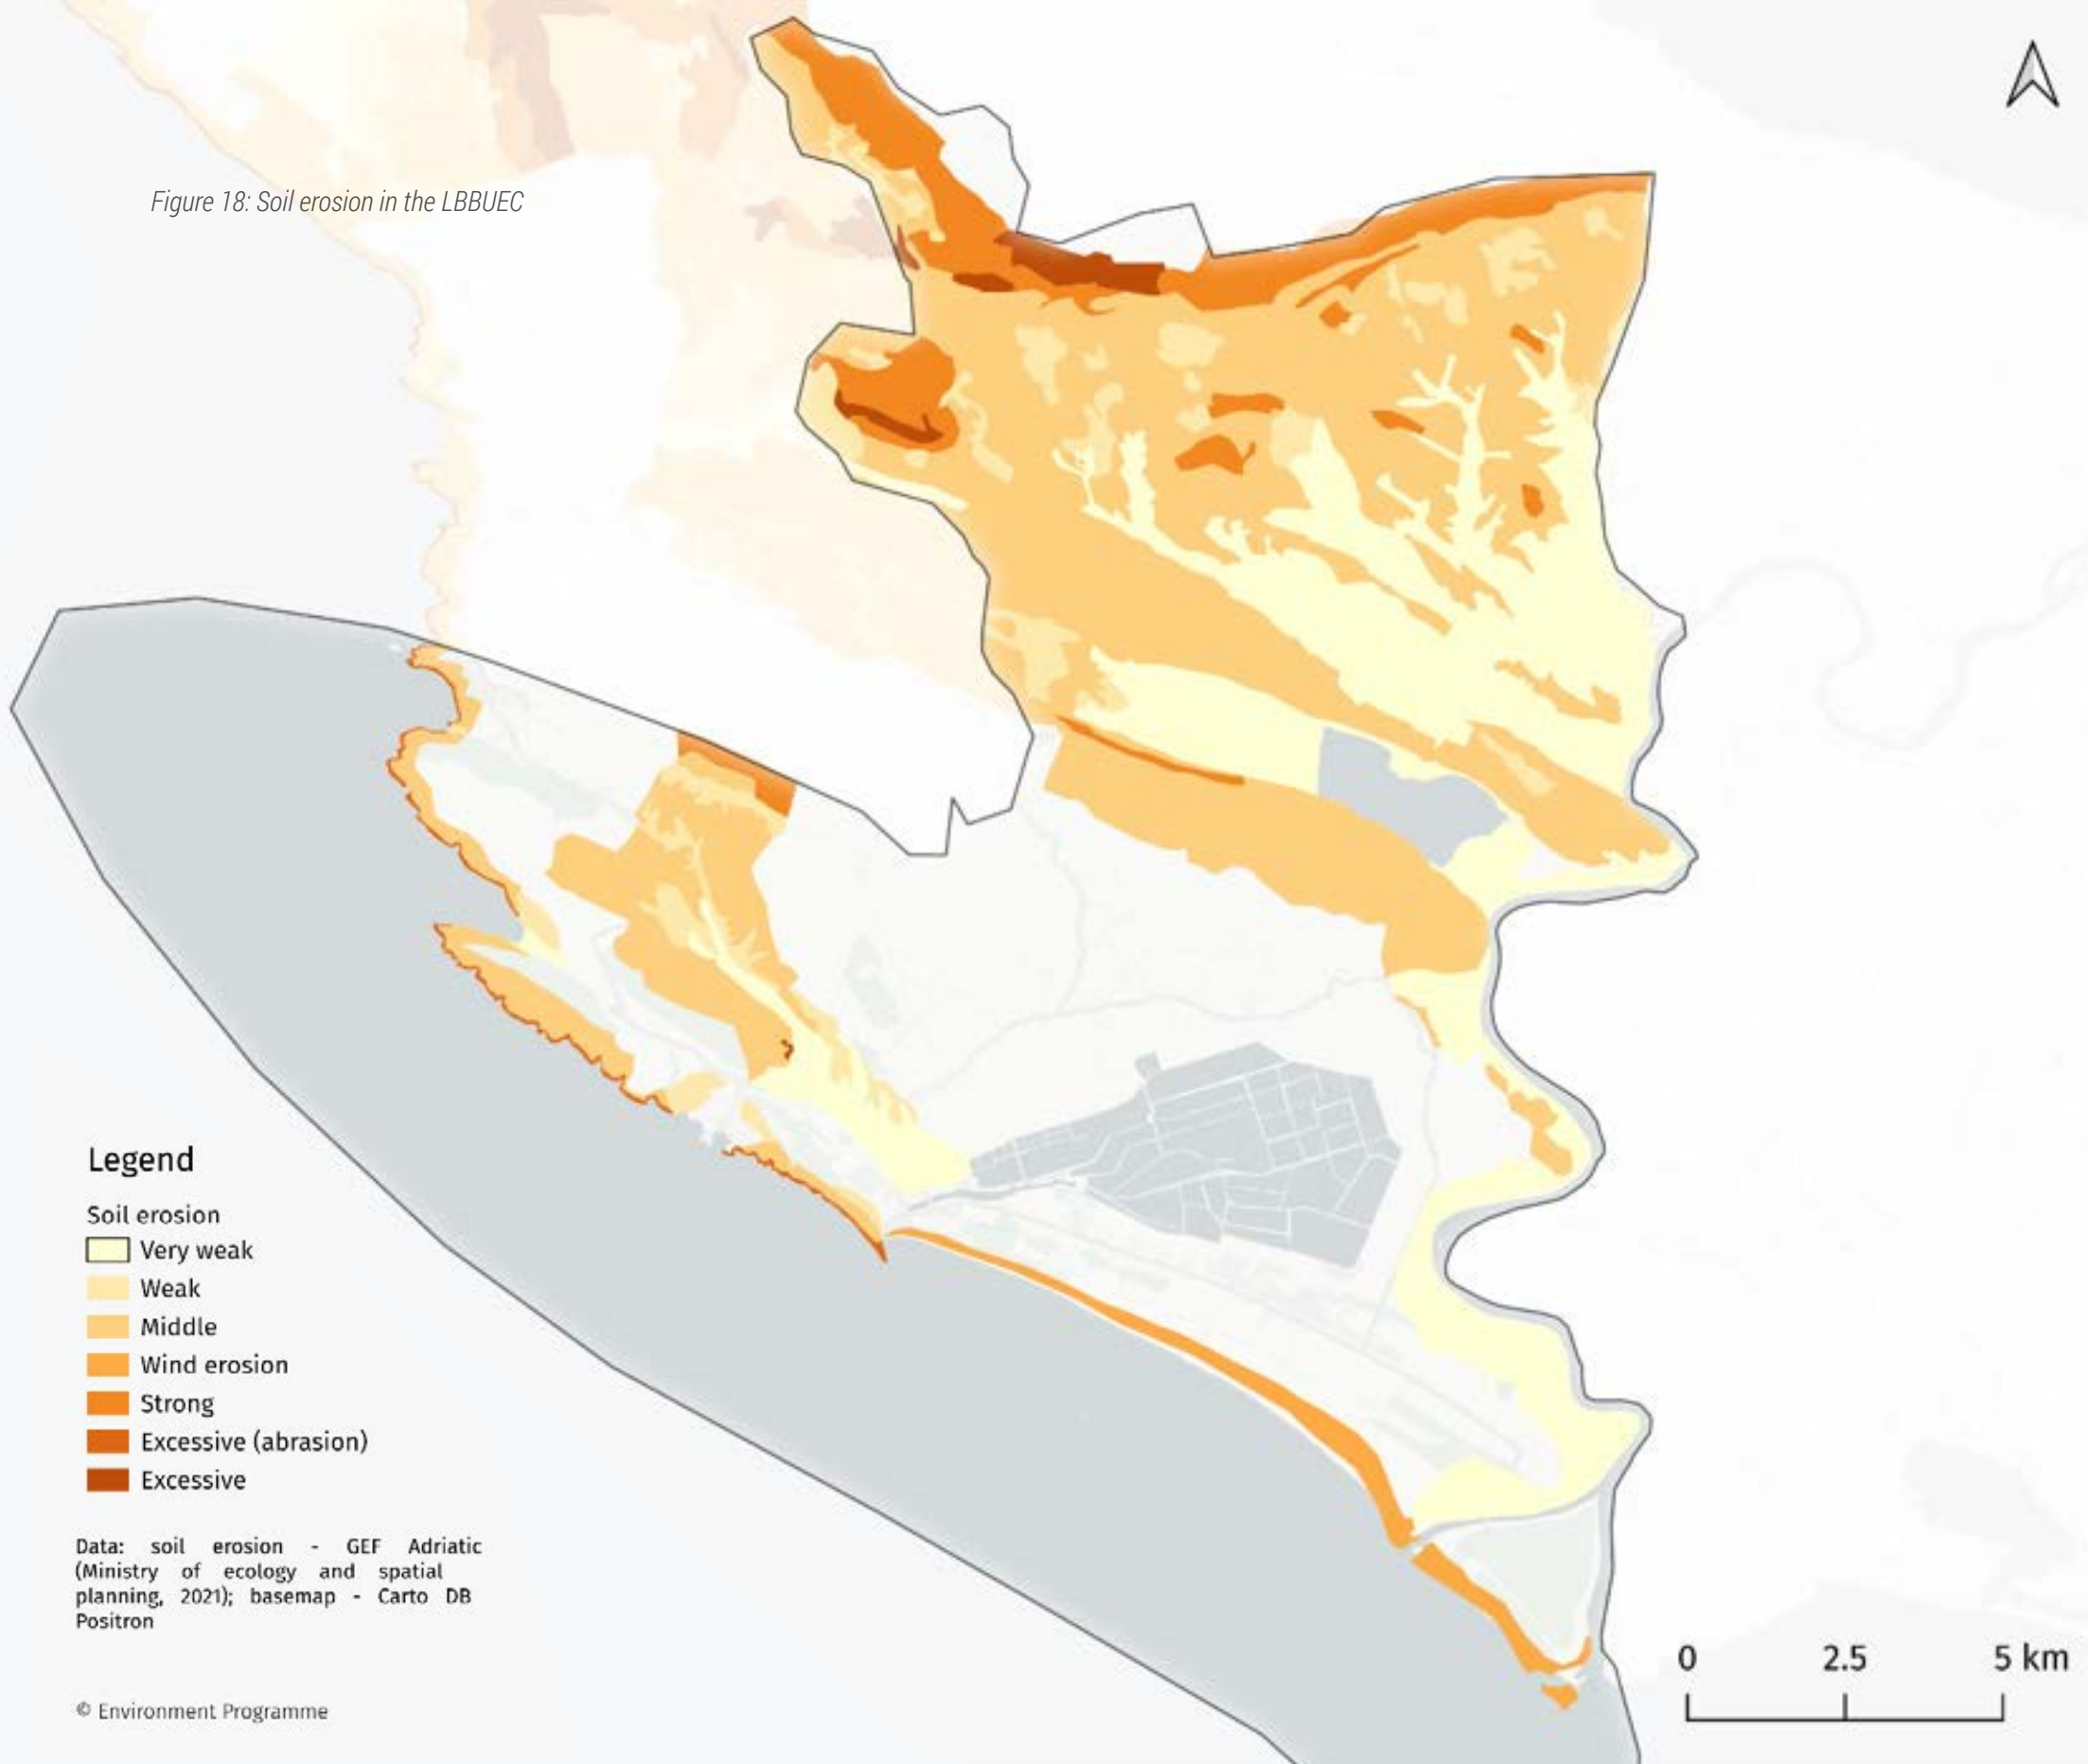 Figure 18: Soil erosion in the LBBUEC
Legend
Soil erosion
Very weak
Weak
Middle
Wind erosion
Strong
Excessive (abrasion)
Excessive
Data: soil erosion - GEF Adriatic
(Ministry of ecology and spatial
planning, 2021); basemap - Carto DB
Positron
© Environment Programme
0 2.5 5 km